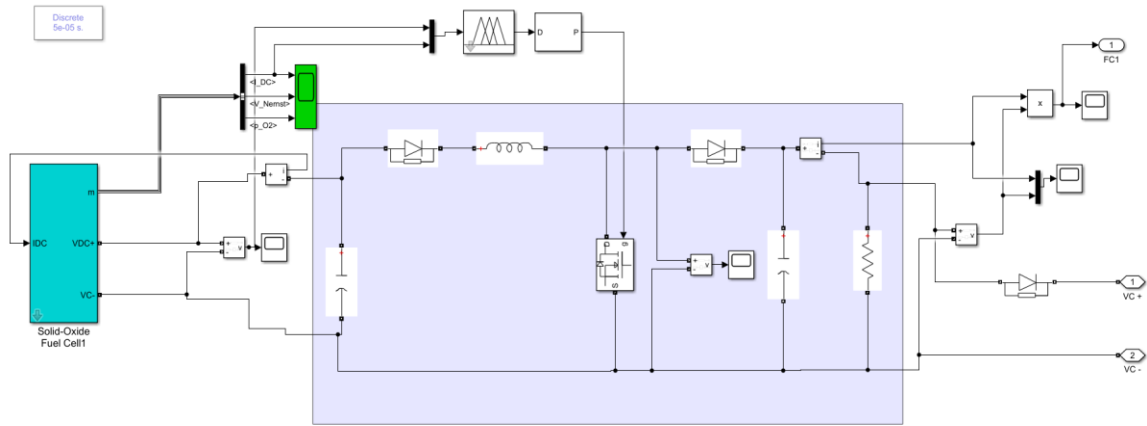 Discrete
5e-05 s.
D
P
1
FC1
<I_DC>
<V_Nernst>
<p_O2>
x
+
i
-
+
i
-
m
IDC
VDC+
VC-
+
v
-
D
g
S
+
v
-
+
v
-
1
VC +
2
VC -
Solid-Oxide
Fuel Cell1